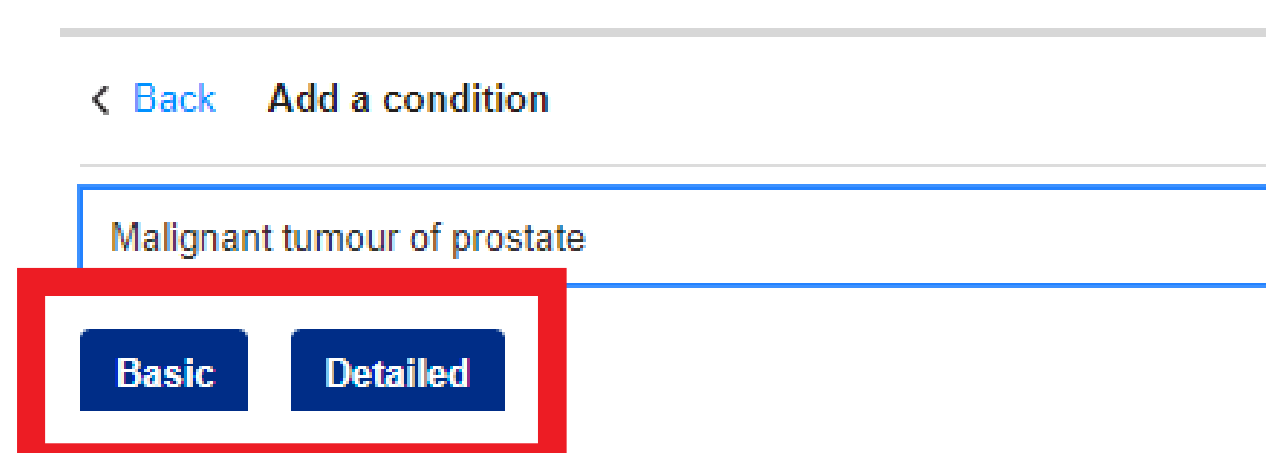 < Back Add a condition
Malignant tumour of prostate
Basic Detailed